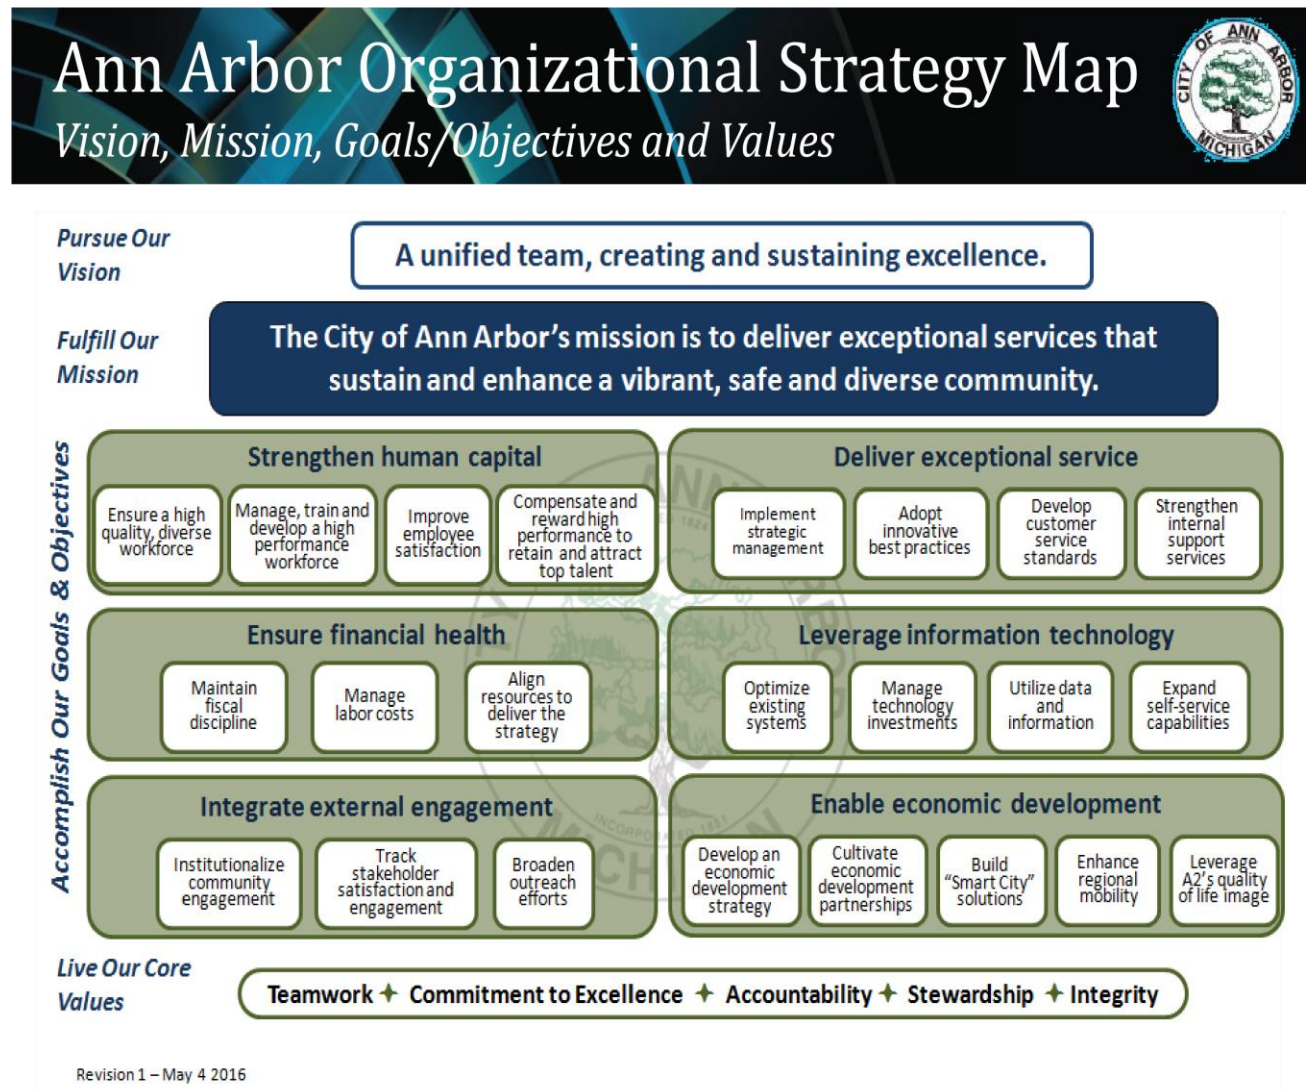 Ann Arbor Organizational Strategy Map
Vision, Mission, Goals/Objectives and Values
CITY OF ANN ARBOR
MICHIGAN
Pursue Our
Vision
A unified team, creating and sustaining excellence.
Fulfill Our
Mission
The City of Ann Arbor's mission is to deliver exceptional services that
sustain and enhance a vibrant, safe and diverse community.
Accomplish Our Goals & Objectives
Strengthen human capital
Ensure a high
quality, diverse
workforce
Manage, train and
develop a high
performance
workforce
Improve
employee
satisfaction
Compensate and
reward high
performance to
retain and attract
top talent
Deliver exceptional service
Implement
strategic
management
Adopt
innovative
best practices
Develop
customer
service
standards
Strengthen
internal
support
services
Ensure financial health
Maintain
fiscal
discipline
Manage
labor costs
Align
resources to
deliver the
strategy
Leverage information technology
Optimize
existing
systems
Manage
technology
investments
Utilize data
and
information
Expand
self-service
capabilities
Integrate external engagement
Institutionalize
community
engagement
Track
stakeholder
satisfaction and
engagement
Broaden
outreach
efforts
Enable economic development
Develop an
economic
development
strategy
Cultivate
economic
development
partnerships
Build
“Smart City”
solutions
Enhance
regional
mobility
Leverage
A2's quality
of life image
Live Our Core
Values
Teamwork ✦ Commitment to Excellence ✦ Accountability ✦ Stewardship ✦ Integrity
Revision 1 – May 4 2016